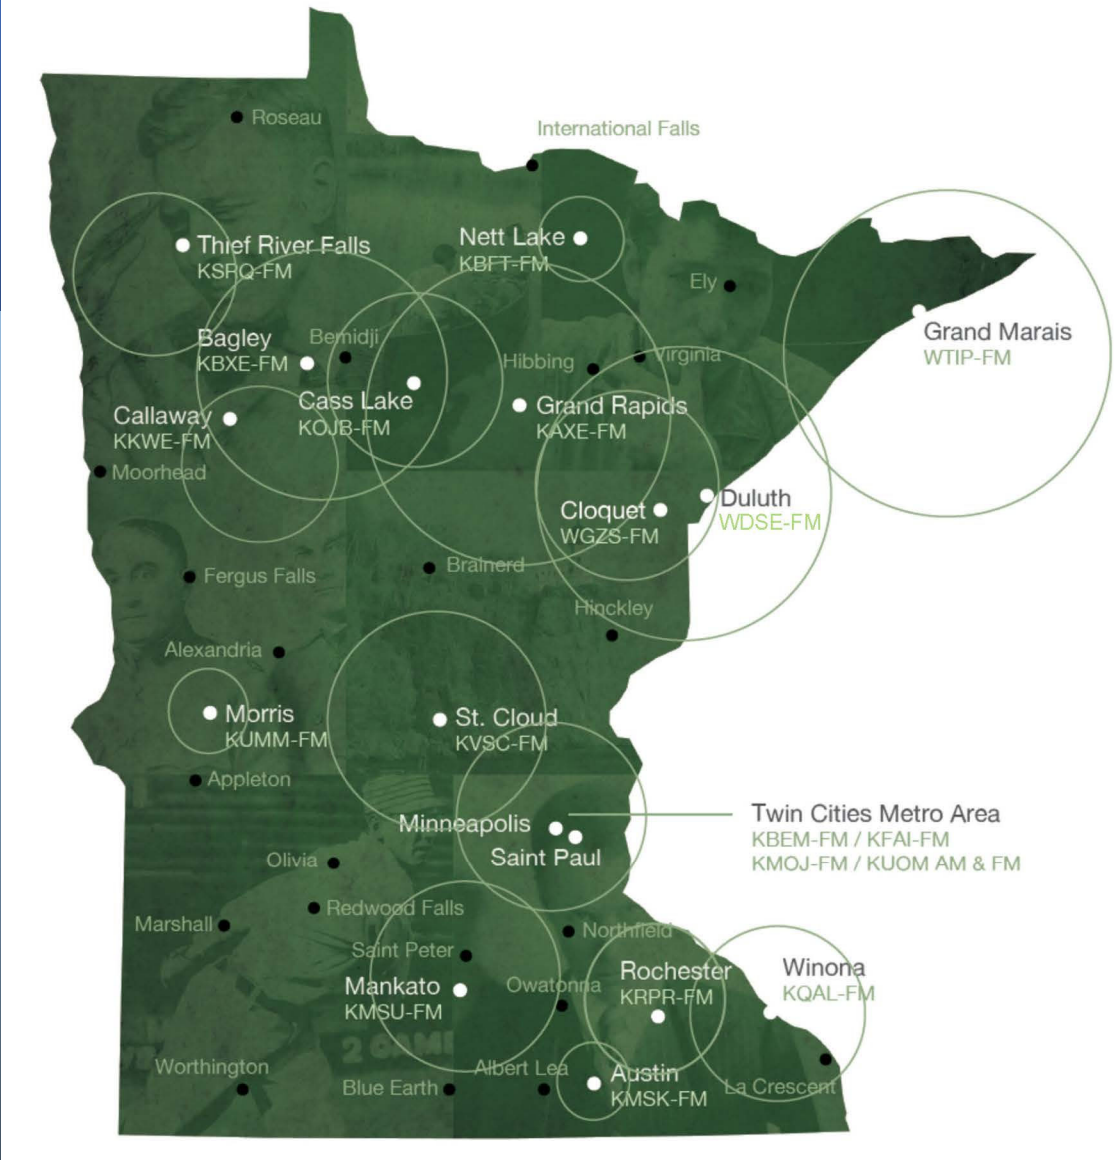 Roseau
International Falls
Thief River Falls
KSRQ-FM
Nett Lake
KBFT-FM
Ely
Grand Marais
WTIP-FM
Bagley
KBXE-FM
Bemidji
Hibbing
Virginia
Cass Lake
KOJB-FM
Grand Rapids
KAXE-FM
Callaway
KKWE-FM
Moorhead
Duluth
WDSE-FM
Cloquet
WGZS-FM
Brainerd
Fergus Falls
Hinckley
Alexandria
Morris
KUMM-FM
St. Cloud
KVSC-FM
Appleton
Twin Cities Metro Area
KBEM-FM / KFAI-FM
KMOJ-FM / KUOM AM & FM
Minneapolis
Saint Paul
Olivia
Redwood Falls
Marshall
Northfield
Saint Peter
Mankato
KMSU-FM
Owatonna
Rochester
KRPR-FM
Winona
KQAL-FM
2 GAM
Worthington
Blue Earth
Albert Lea
Austin
KMSK-FM
La Crescent